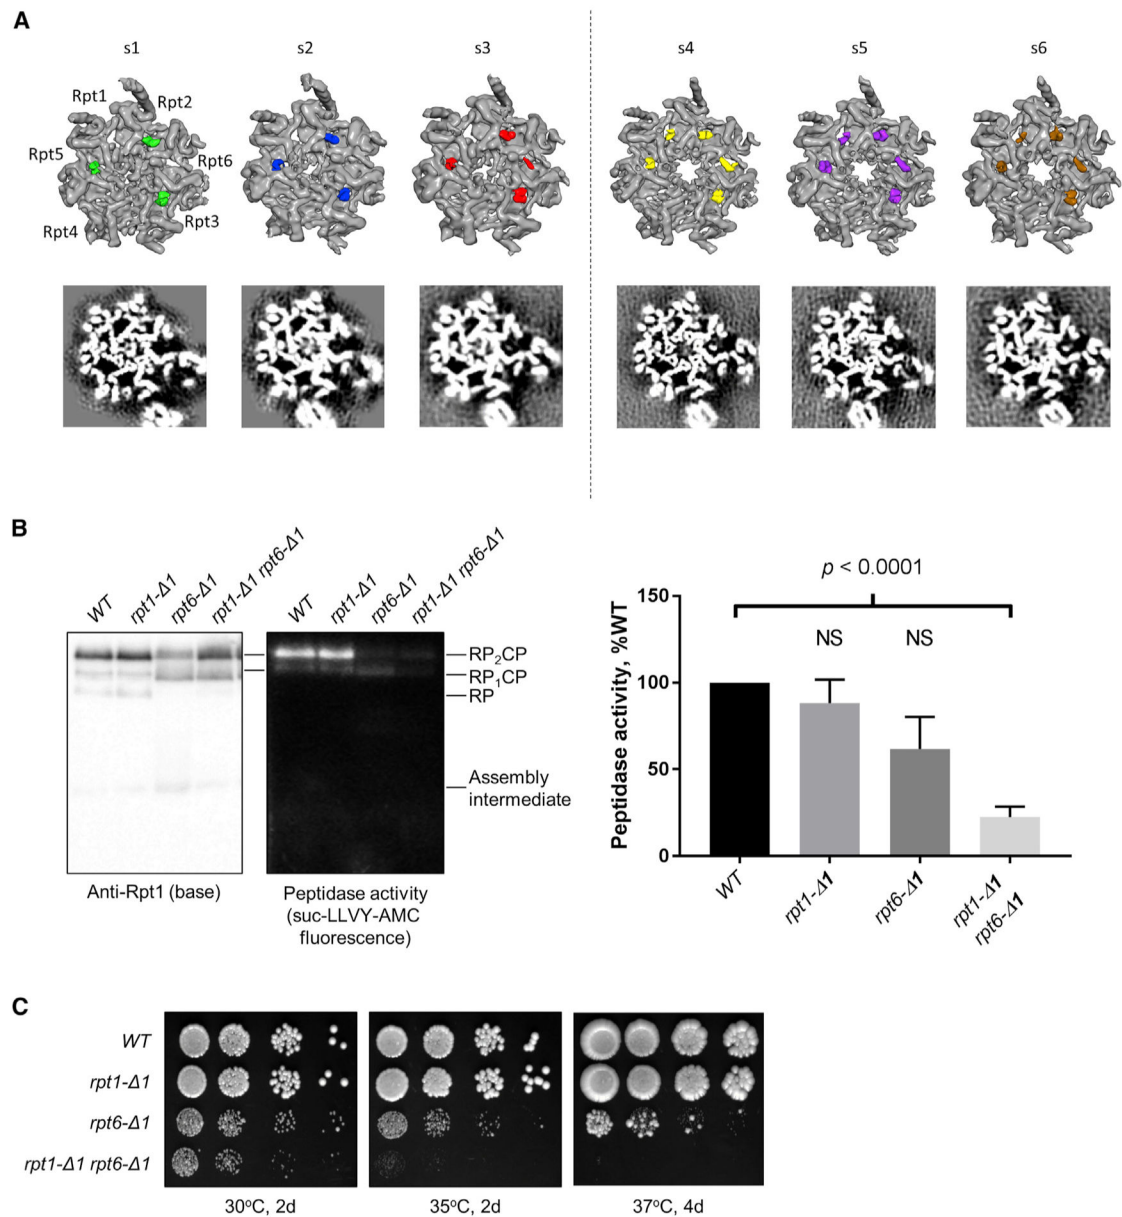 A
s1
s2
s3
s4
s5
s6
Rpt1
Rpt2
Rpt5
Rpt6
Rpt4
Rpt3
B
WT
rpt1-Δ1
rpt6-Δ1
rpt1-Δ1 rpt6-Δ1
WT
rpt1-Δ1
rpt6-Δ1
rpt1-Δ1 rpt6-Δ1
RP₂CP
RP₁CP
RP
Assembly
intermediate
Anti-Rpt1 (base)
Peptidase activity
(suc-LLVY-AMC
fluorescence)
p < 0.0001
NS
NS
Peptidase activity, %WT
150
100
50
0
WT
rpt1-Δ1
rpt6-Δ1
rpt1-Δ1
rpt6-Δ1
C
WT
rpt1-Δ1
rpt6-Δ1
rpt1-Δ1 rpt6-Δ1
30ºC, 2d
35ºC, 2d
37ºC, 4d